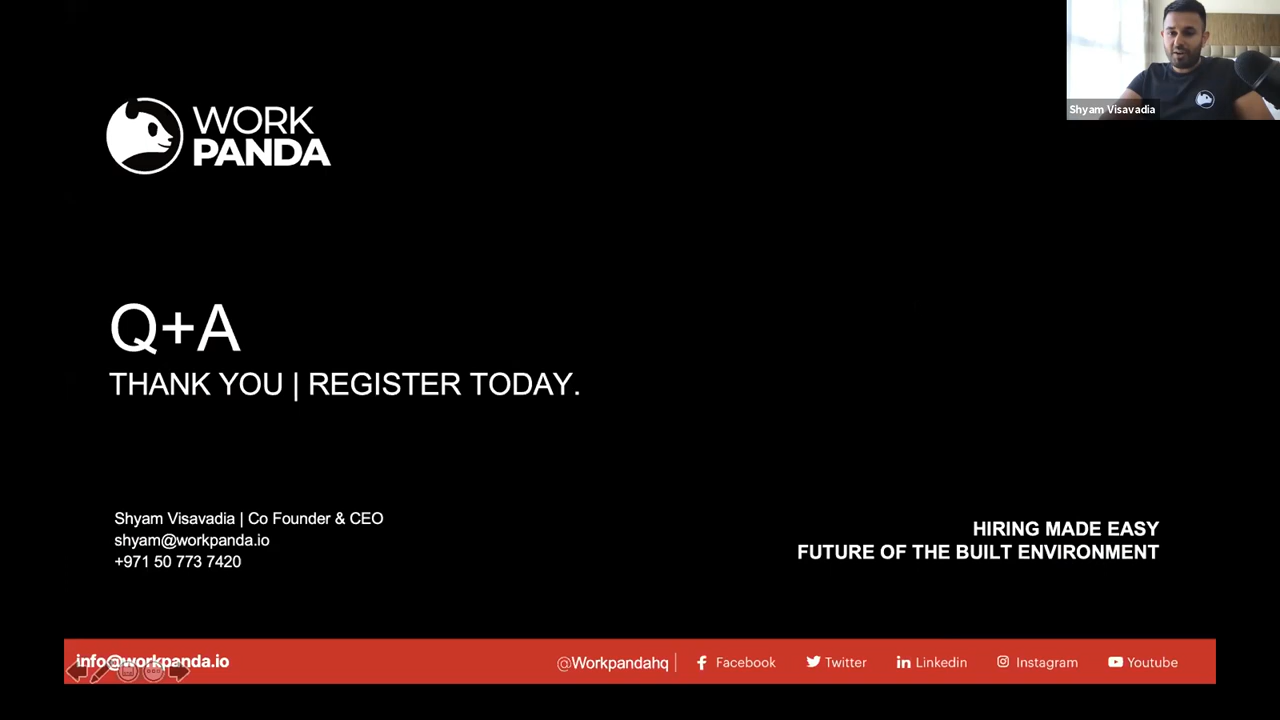 Shyam Visavadia
WORK
PANDA
Q+A
THANK YOU | REGISTER TODAY.
Shyam Visavadia | Co Founder & CEO
shyam@workpanda.io
+971 50 773 7420
HIRING MADE EASY
FUTURE OF THE BUILT ENVIRONMENT
info@workpanda.io
@Workpandahq | Facebook Twitter Linkedin Instagram Youtube